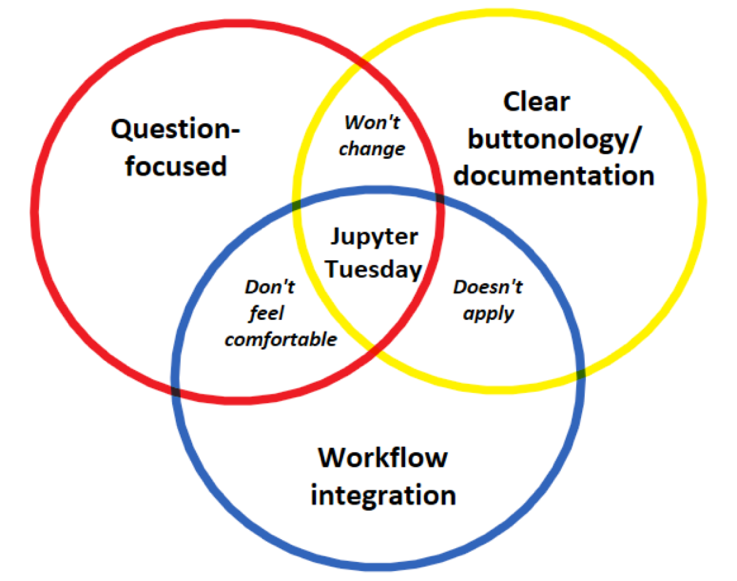 Question-
focused
Won't
change
Clear
buttonology/
documentation
Jupyter
Tuesday
Don't
feel
comfortable
Doesn't
apply
Workflow
integration